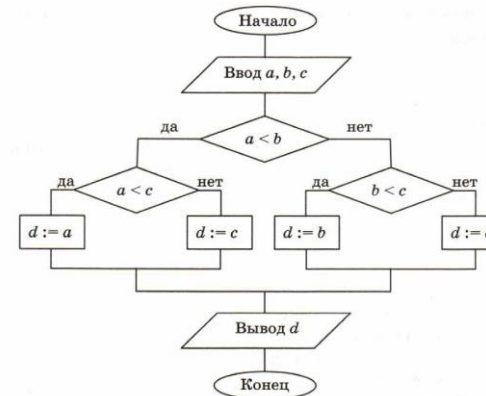 Начало
Ввод a, b, c
да
a < b
нет
да
a < c
нет
да
b < c
нет
d := a
d := c
d := b
d :=
Вывод d
Конец